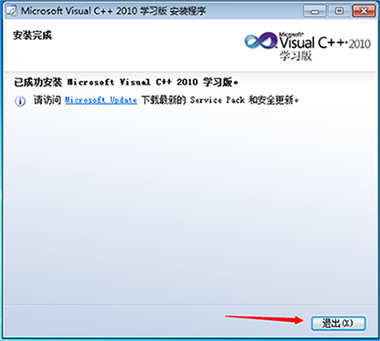 Microsoft Visual C++ 2010 学习版 安装程序
安装完成
Microsoft
Visual C++ 2010
学习版
已成功安装 Microsoft Visual C++ 2010 学习版。
请访问 Microsoft Update 下载最新的 Service Pack 和安全更新。
退出(X)